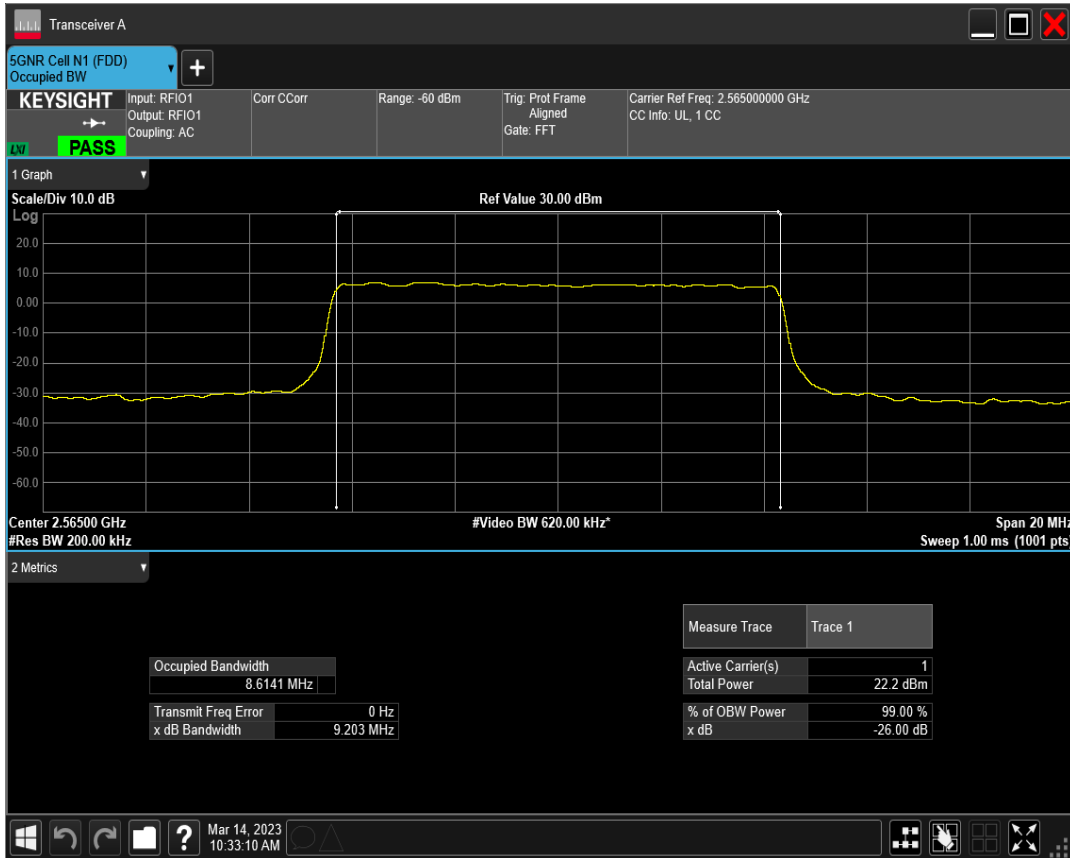 Transceiver A
5GNR Cell N1 (FDD)
Occupied BW
+
KEYSIGHT
LXI
PASS
Input: RFIO1
Output: RFIO1
Coupling: AC
Corr CCorr
Range: -60 dBm
Trig: Prot Frame
Aligned
Gate: FFT
Carrier Ref Freq: 2.565000000 GHz
CC Info: UL, 1 CC
1 Graph
Scale/Div 10.0 dB
Ref Value 30.00 dBm
Log
20.0
10.0
0.00
-10.0
-20.0
-30.0
-40.0
-50.0
-60.0
Center 2.56500 GHz
#Video BW 620.00 kHz*
Span 20 MHz
#Res BW 200.00 kHz
Sweep 1.00 ms (1001 pts)
2 Metrics
Measure Trace Trace 1
Occupied Bandwidth
8.6141 MHz
Transmit Freq Error 0 Hz
x dB Bandwidth 9.203 MHz
Active Carrier(s) 1
Total Power 22.2 dBm
% of OBW Power 99.00 %
x dB -26.00 dB
?
Mar 14, 2023
10:33:10 AM